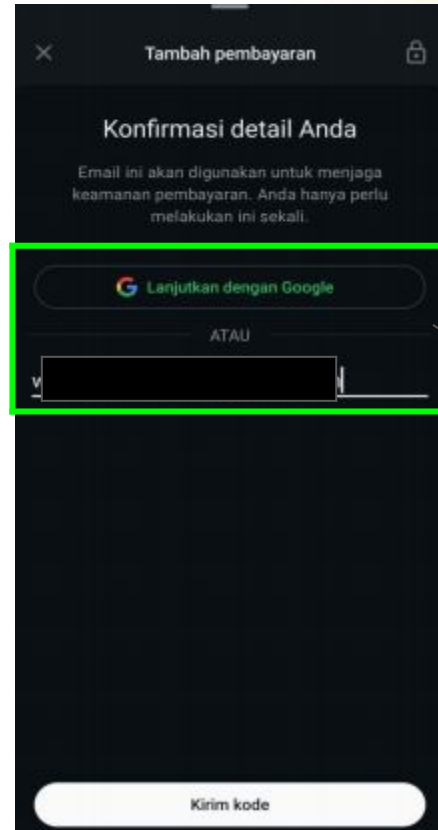 Tambah pembayaran
Konfirmasi detail Anda
Email ini akan digunakan untuk menjaga
keamanan pembayaran. Anda hanya perlu
melakukan ini sekali.
Lanjutkan dengan Google
ATAU
Kirim kode